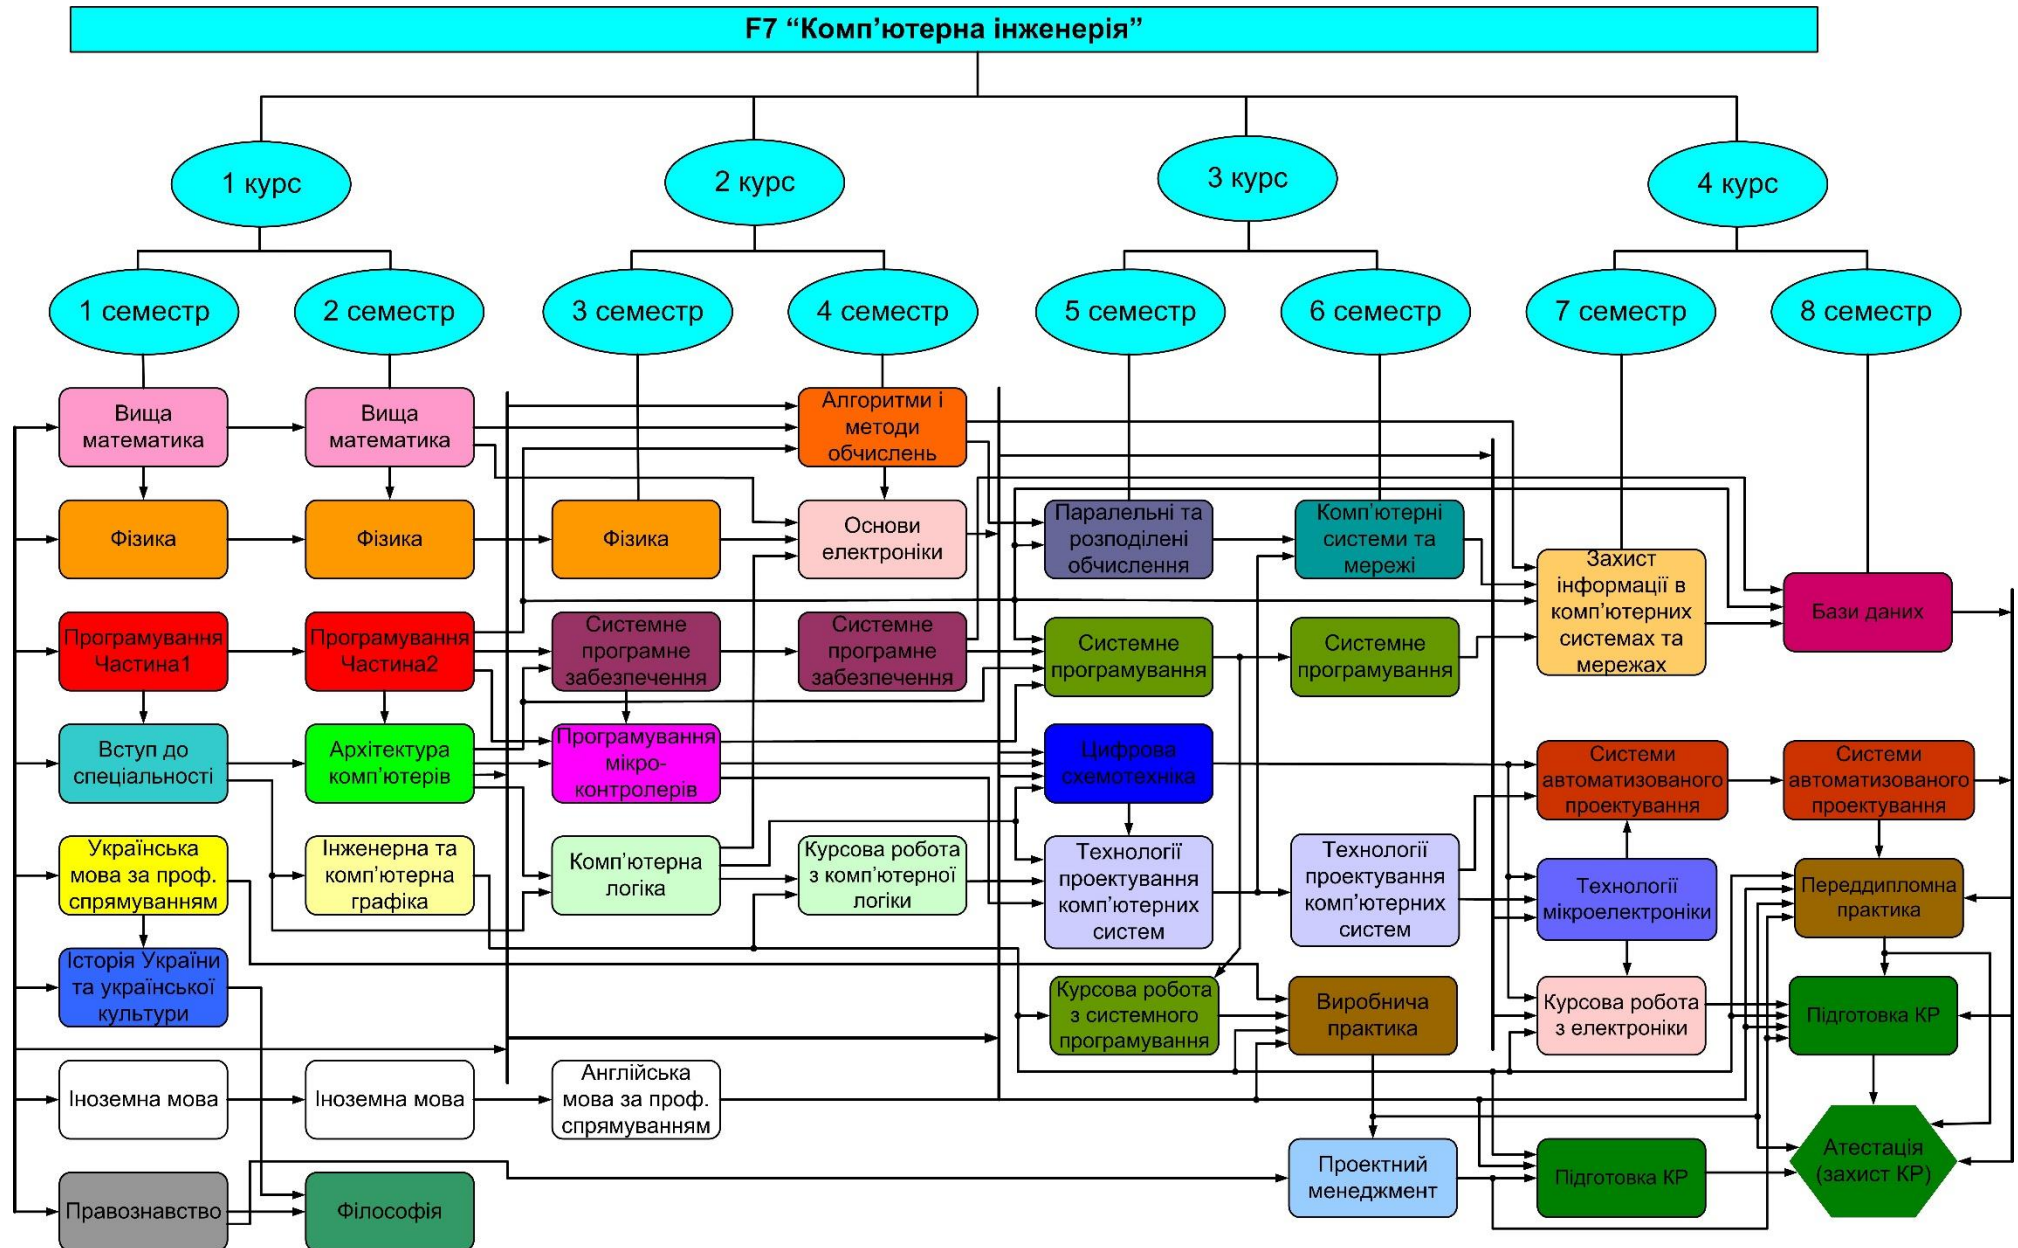 F7 “Комп’ютерна інженерія”
1 курс
2 курс
3 курс
4 курс
1 семестр
2 семестр
3 семестр
4 семестр
5 семестр
6 семестр
7 семестр
8 семестр
Вища
математика
Вища
математика
Алгоритми і
методи
обчислень
Фізика
Фізика
Фізика
Основи
електроніки
Паралельні та
розподілені
обчислення
Комп’ютерні
системи та
мережі
Захист
інформації в
комп’ютерних
системах та
мережах
Бази даних
Програмування
Частина1
Програмування
Частина2
Системне
програмне
забезпечення
Системне
програмне
забезпечення
Системне
програмування
Системне
програмування
Вступ до
спеціальності
Архітектура
комп’ютерів
Програмування
мікро-
контролерів
Цифрова
схемотехніка
Системи
автоматизованого
проектування
Системи
автоматизованого
проектування
Українська
мова за проф.
спрямуванням
Інженерна та
комп’ютерна
графіка
Комп’ютерна
логіка
Курсова робота
з комп’ютерної
логіки
Технології
проектування
комп’ютерних
систем
Технології
проектування
комп’ютерних
систем
Технології
мікроелектроніки
Переддипломна
практика
Історія України
та української
культури
Курсова робота
з системного
програмування
Виробнича
практика
Курсова робота
з електроніки
Підготовка КР
Іноземна мова
Іноземна мова
Англійська
мова за проф.
спрямуванням
Правознавство
Філософія
Проектний
менеджмент
Підготовка КР
Атестація
(захист КР)